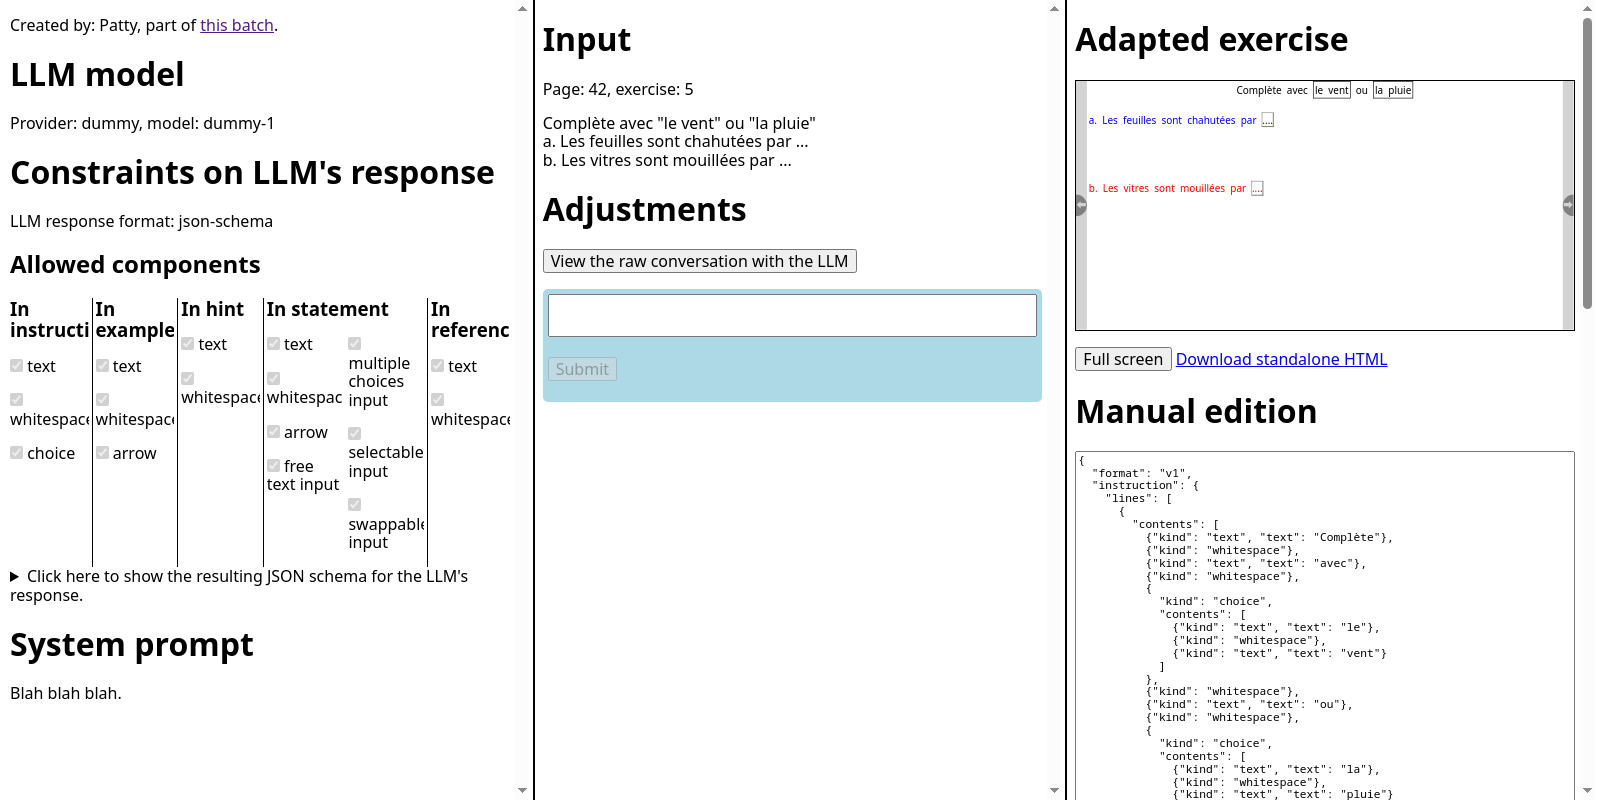 Created by: Patty, part of this batch.
LLM model
Provider: dummy, model: dummy-1
Constraints on LLM's response
LLM response format: json-schema
Allowed components
In instructi
text
whitespace
choice
In example
text
whitespace
arrow
In hint
text
whitespace
In statement
text
whitespac
arrow
free
text input
multiple
choices
input
selectable
input
swappable
input
In referenc
text
whitespace
▶ Click here to show the resulting JSON schema for the LLM's
response.
System prompt
Blah blah blah.
Input
Page: 42, exercise: 5
Complète avec "le vent" ou "la pluie"
a. Les feuilles sont chahutées par ...
b. Les vitres sont mouillées par ...
Adjustments
View the raw conversation with the LLM
Submit
Adapted exercise
Complète avec le vent ou la pluie
a. Les feuilles sont chahutées par ....
b. Les vitres sont mouillées par ....
Full screen Download standalone HTML
Manual edition
{
"format": "v1",
"instruction": {
"lines": [
{
"contents": [
{"kind": "text", "text": "Complète"},
{"kind": "whitespace"},
{"kind": "text", "text": "avec"},
{"kind": "whitespace"},
{
"kind": "choice",
"contents": [
{"kind": "text", "text": "le"},
{"kind": "whitespace"},
{"kind": "text", "text": "vent"}
]
},
{"kind": "whitespace"},
{"kind": "text", "text": "ou"},
{"kind": "whitespace"},
{
"kind": "choice",
"contents": [
{"kind": "text", "text": "la"},
{"kind": "whitespace"},
{"kind": "text", "text": "pluie"}